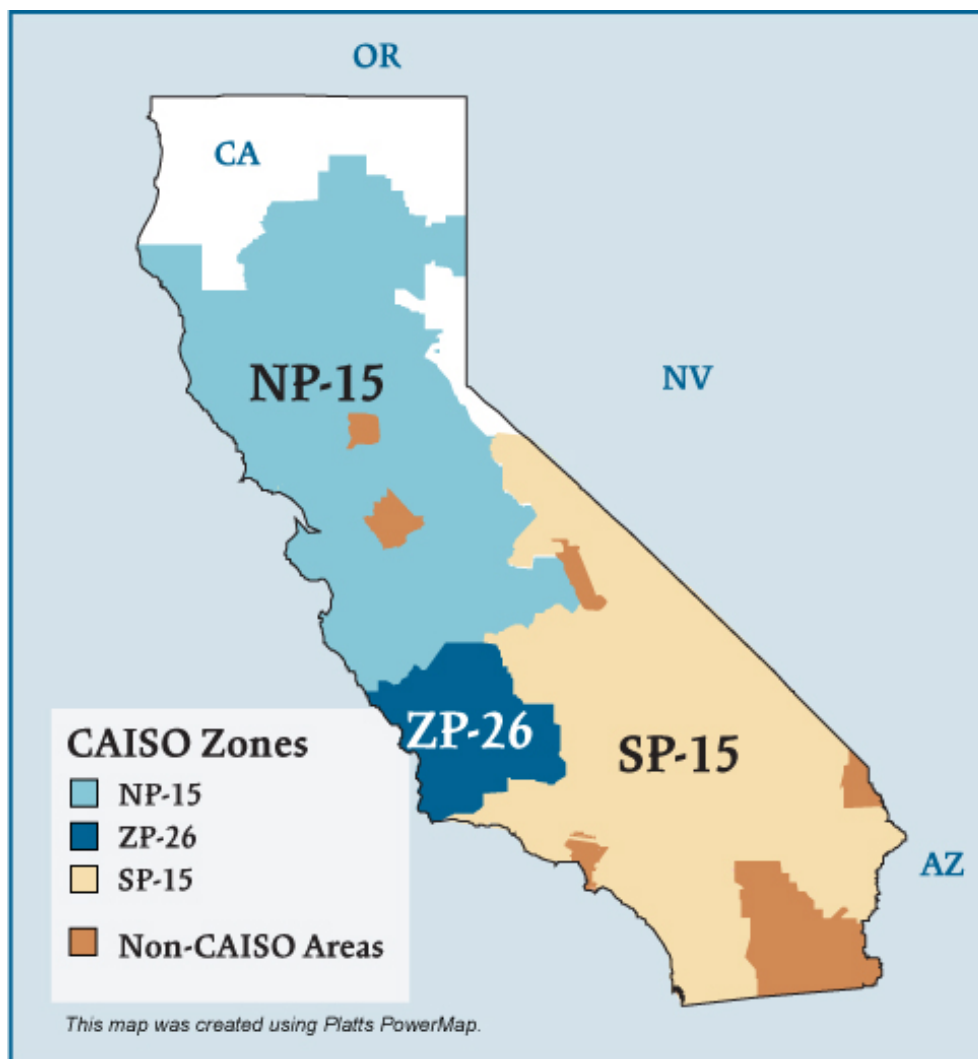 OR
CA
NP-15
NV
ZP-26
SP-15
AZ
CAISO Zones
NP-15
ZP-26
SP-15
Non-CAISO Areas
This map was created using Platts PowerMap.